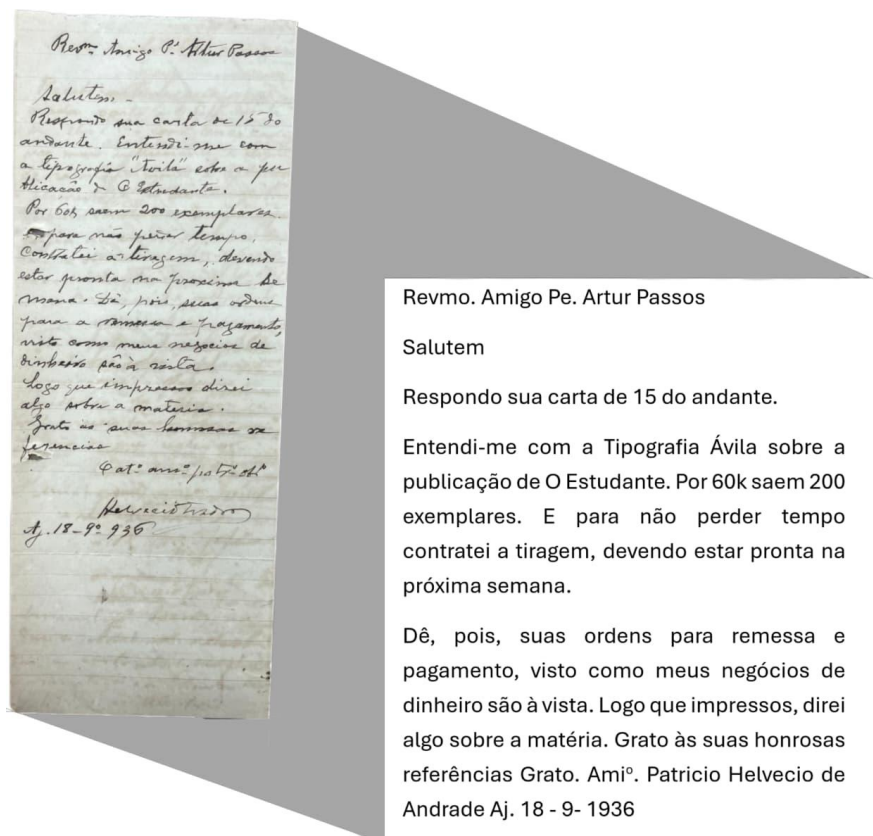 Revmo Amigo P. Artur Passos
Salutem.
Respondo sua carta de 15 do
andante. Entendi-me com
a tipografia "Avila" sobre a pu
blicacão de O Estudante.
Por 60$ saem 200 exemplares.
para não perder tempo,
contratei a tiragem, devendo
estar pronta na proxima se
mana. Dê, pois, suas ordens
para a remessa e pagamento,
visto como meus negocios de
dinheiro são à vista.
Logo que impressos direi
algo sobre a materia.
Grato às suas honrosas re
ferencias
Helvecio Andrade
Aj. 18-9º 936
Revmo. Amigo Pe. Artur Passos
Salutem
Respondo sua carta de 15 do andante.
Entendi-me com a Tipografia Ávila sobre a
publicação de O Estudante. Por 60k saem 200
exemplares. E para não perder tempo
contratei a tiragem, devendo estar pronta na
próxima semana.
Dê, pois, suas ordens para remessa e
pagamento, visto como meus negócios de
dinheiro são à vista. Logo que impressos, direi
algo sobre a matéria. Grato às suas honrosas
referências Grato. Amiº. Patricio Helvecio de
Andrade Aj. 18 - 9- 1936